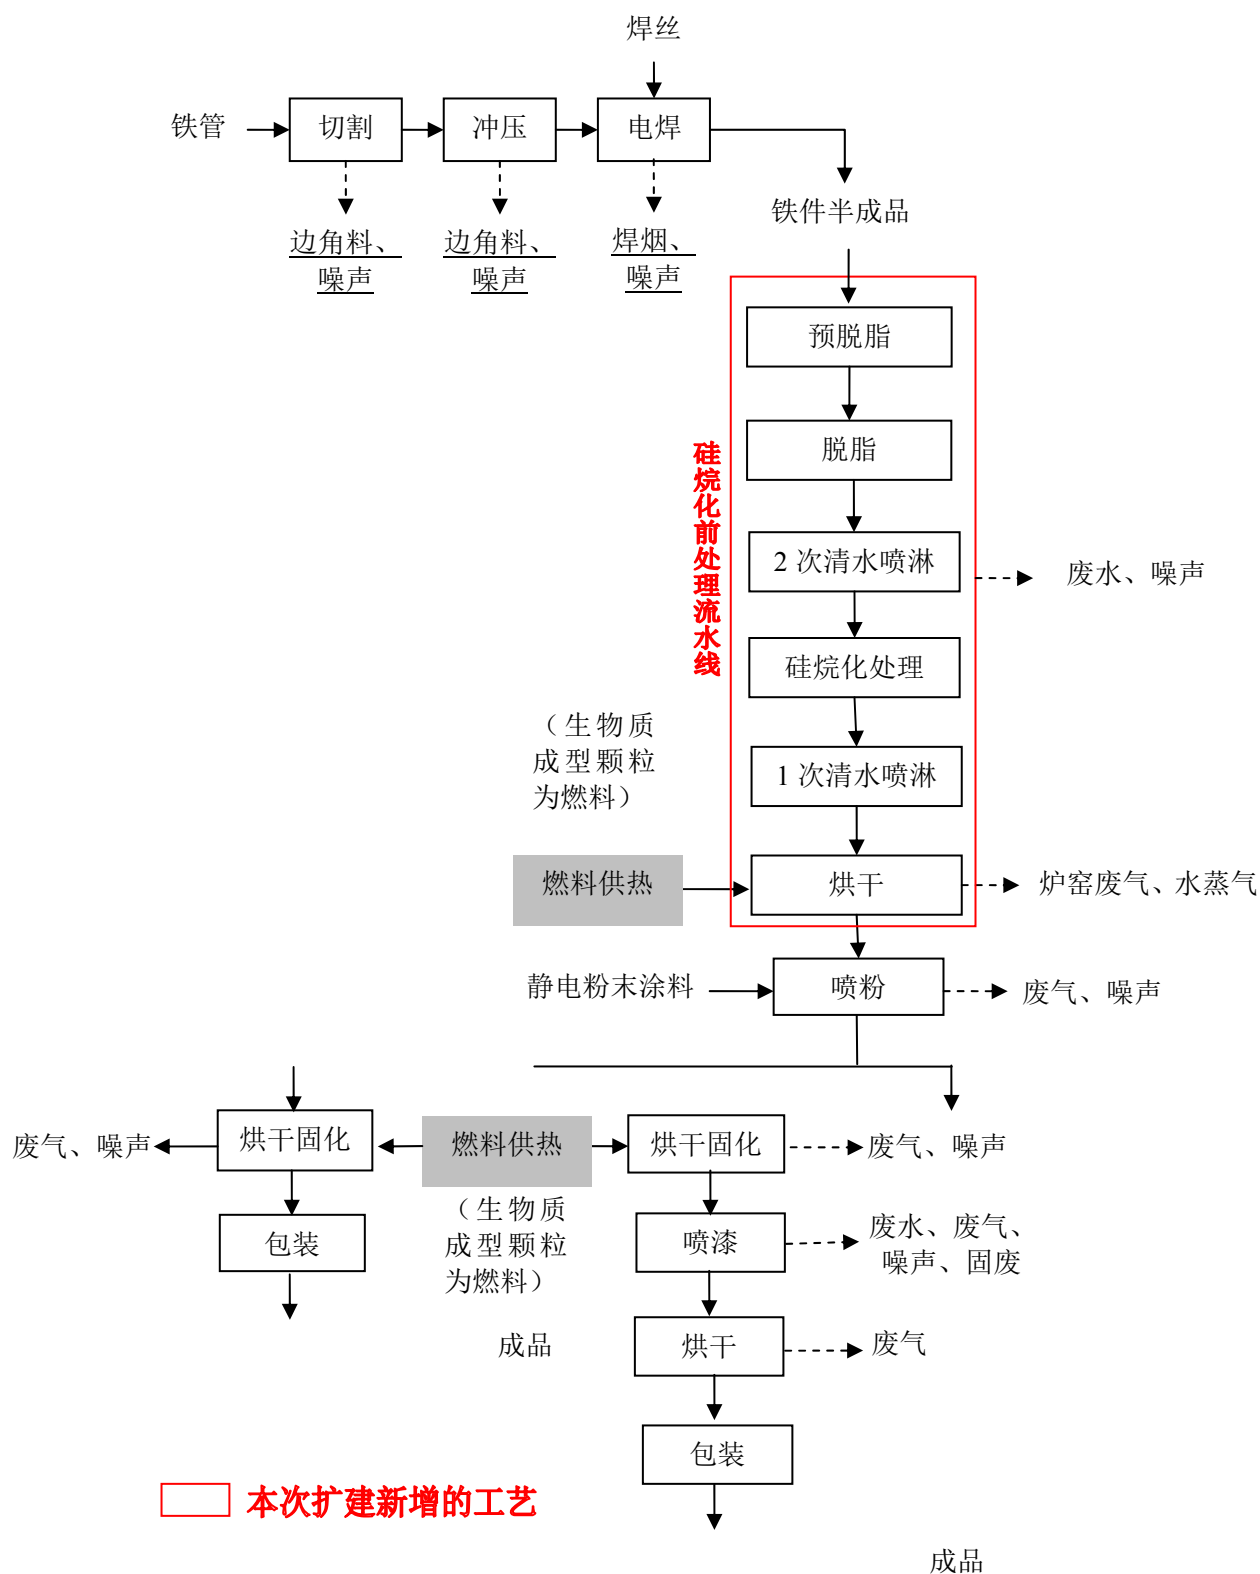 焊丝
铁管
切割
冲压
电焊
边角料、
噪声
边角料、
噪声
焊烟、
噪声
铁件半成品
预脱脂
脱脂
硅烷化前处理流水线
2 次清水喷淋
废水、噪声
硅烷化处理
（生物质
成型颗粒
为燃料）
1 次清水喷淋
燃料供热
烘干
炉窑废气、水蒸气
静电粉末涂料
喷粉
废气、噪声
废气、噪声
烘干固化
燃料供热
烘干固化
废气、噪声
（生物质
成型颗粒
为燃料）
包装
喷漆
废水、废气、
噪声、固废
成品
烘干
废气
包装
本次扩建新增的工艺
成品